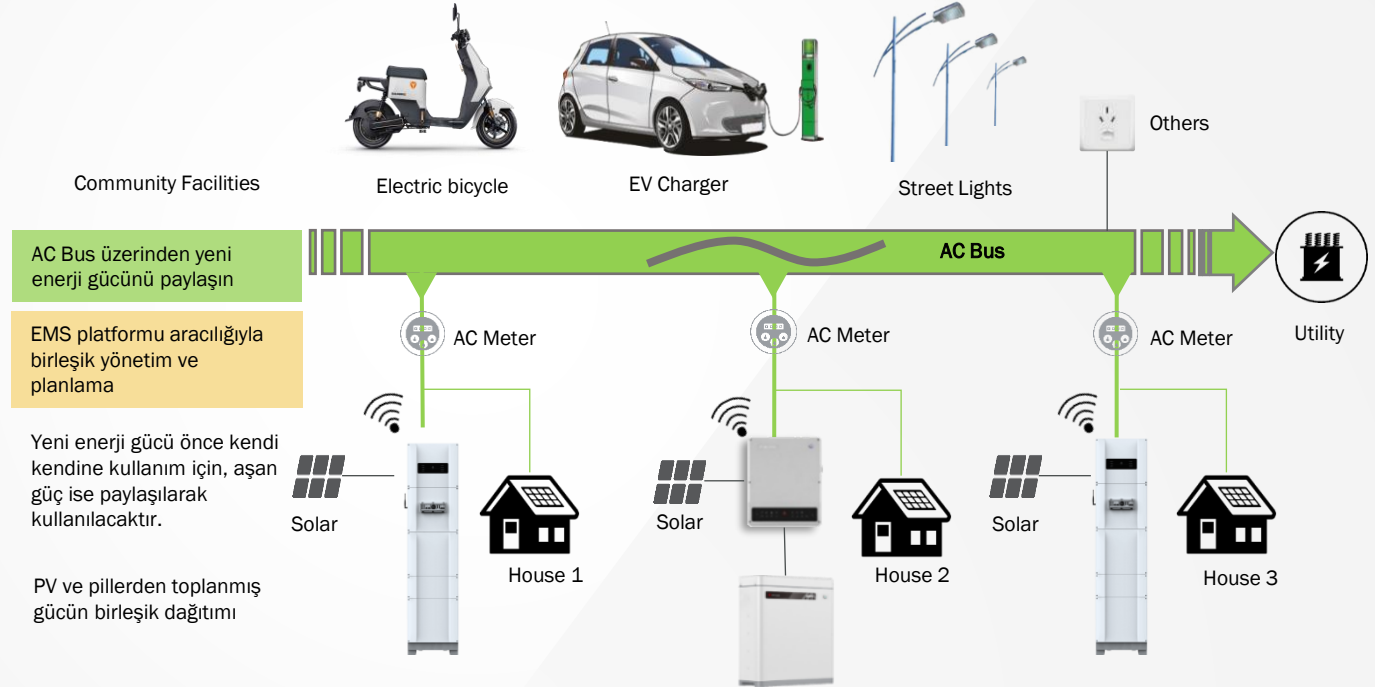 Others
Community Facilities
Electric bicycle
EV Charger
Street Lights
AC Bus üzerinden yeni
enerji gücünü paylaşın
AC Bus
EMS platformu aracılığıyla
birleşik yönetim ve
planlama
AC Meter
AC Meter
AC Meter
Utility
Yeni enerji gücü önce kendi
kendine kullanım için, aşan
güç ise paylaşılarak
kullanılacaktır.
Solar
Solar
Solar
House 1
House 2
House 3
PV ve pillerden toplanmış
gücün birleşik dağıtımı